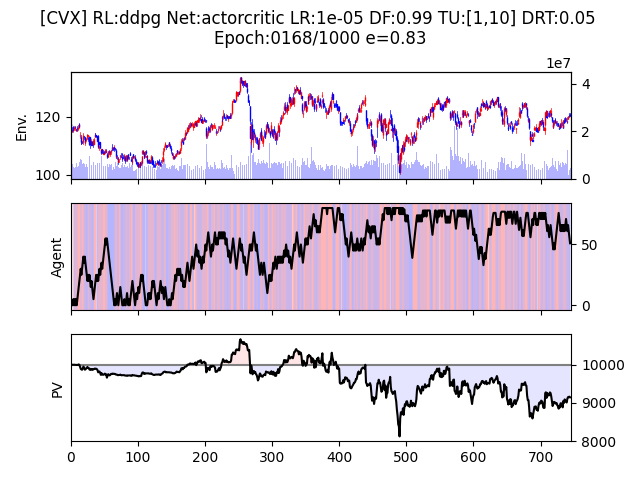 [CVX] RL:ddpg Net:actorcritic LR:1e-05 DF:0.99 TU:[1,10] DRT:0.05
Epoch:0168/1000 e=0.83
1e7
Env.
120
100
4
2
0
Agent
50
0
PV
10000
9000
8000
0 100 200 300 400 500 600 700